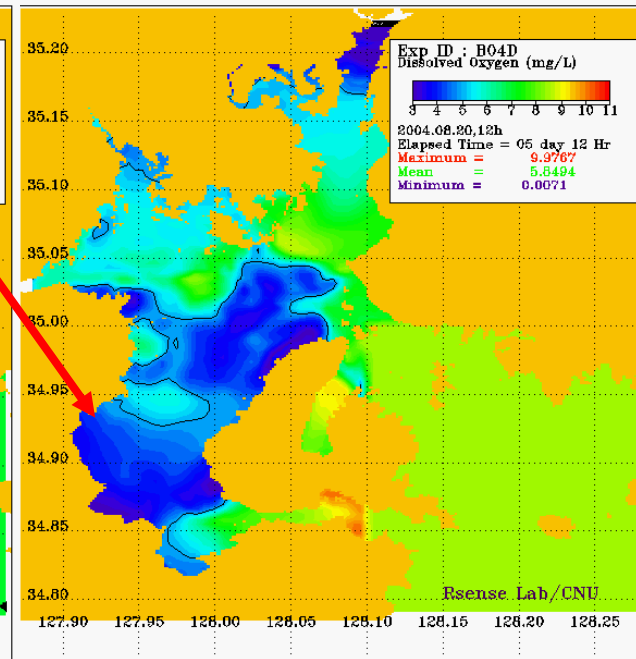 Exp ID : B04D
Dissolved Oxygen (mg/L)
3 4 5 6 7 8 9 10 11
2004.08.20,12h
Elapsed Time = 05 day 12 Hr
Maximum = 9.9767
Mean = 5.8494
Minimum = 0.0071
35.20
35.15
35.10
35.05
35.00
34.95
34.90
34.85
34.80
Rsense Lab/CNU
127.90 127.95 128.00 128.05 128.10 128.15 128.20 128.25